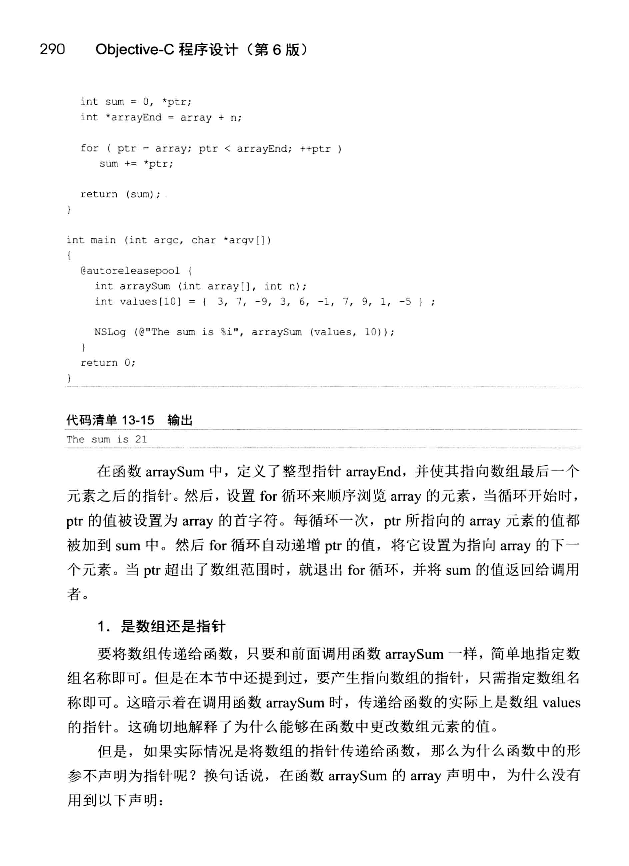 290 Objective-C 程序设计（第 6 版）
int sum = 0, *ptr;
int *arrayEnd = array + n;
for ( ptr = array; ptr < arrayEnd; ++ptr )
sum += *ptr;
return (sum);
}
int main (int argc, char *argv[])
{
@autoreleasepool {
int arraySum (int array[], int n);
int values[10] = { 3, 7, -9, 3, 6, -1, 7, 9, 1, -5 } ;
NSLog (@"The sum is %i", arraySum (values, 10));
}
return 0;
}
代码清单 13-15 输出
The sum is 21
在函数 arraySum 中，定义了整型指针 arrayEnd，并使其指向数组最后一个
元素之后的指针。然后，设置 for 循环来顺序浏览 array 的元素，当循环开始时，
ptr 的值被设置为 array 的首字符。每循环一次，ptr 所指向的 array 元素的值都
被加到 sum 中。然后 for 循环自动递增 ptr 的值，将它设置为指向 array 的下一
个元素。当 ptr 超出了数组范围时，就退出 for 循环，并将 sum 的值返回给调用
者。
1．是数组还是指针
要将数组传递给函数，只要和前面调用函数 arraySum 一样，简单地指定数
组名称即可。但是在本节中还提到过，要产生指向数组的指针，只需指定数组名
称即可。这暗示着在调用函数 arraySum 时，传递给函数的实际上是数组 values
的指针。这确切地解释了为什么能够在函数中更改数组元素的值。
但是，如果实际情况是将数组的指针传递给函数，那么为什么函数中的形
参不声明为指针呢？换句话说，在函数 arraySum 的 array 声明中，为什么没有
用到以下声明：